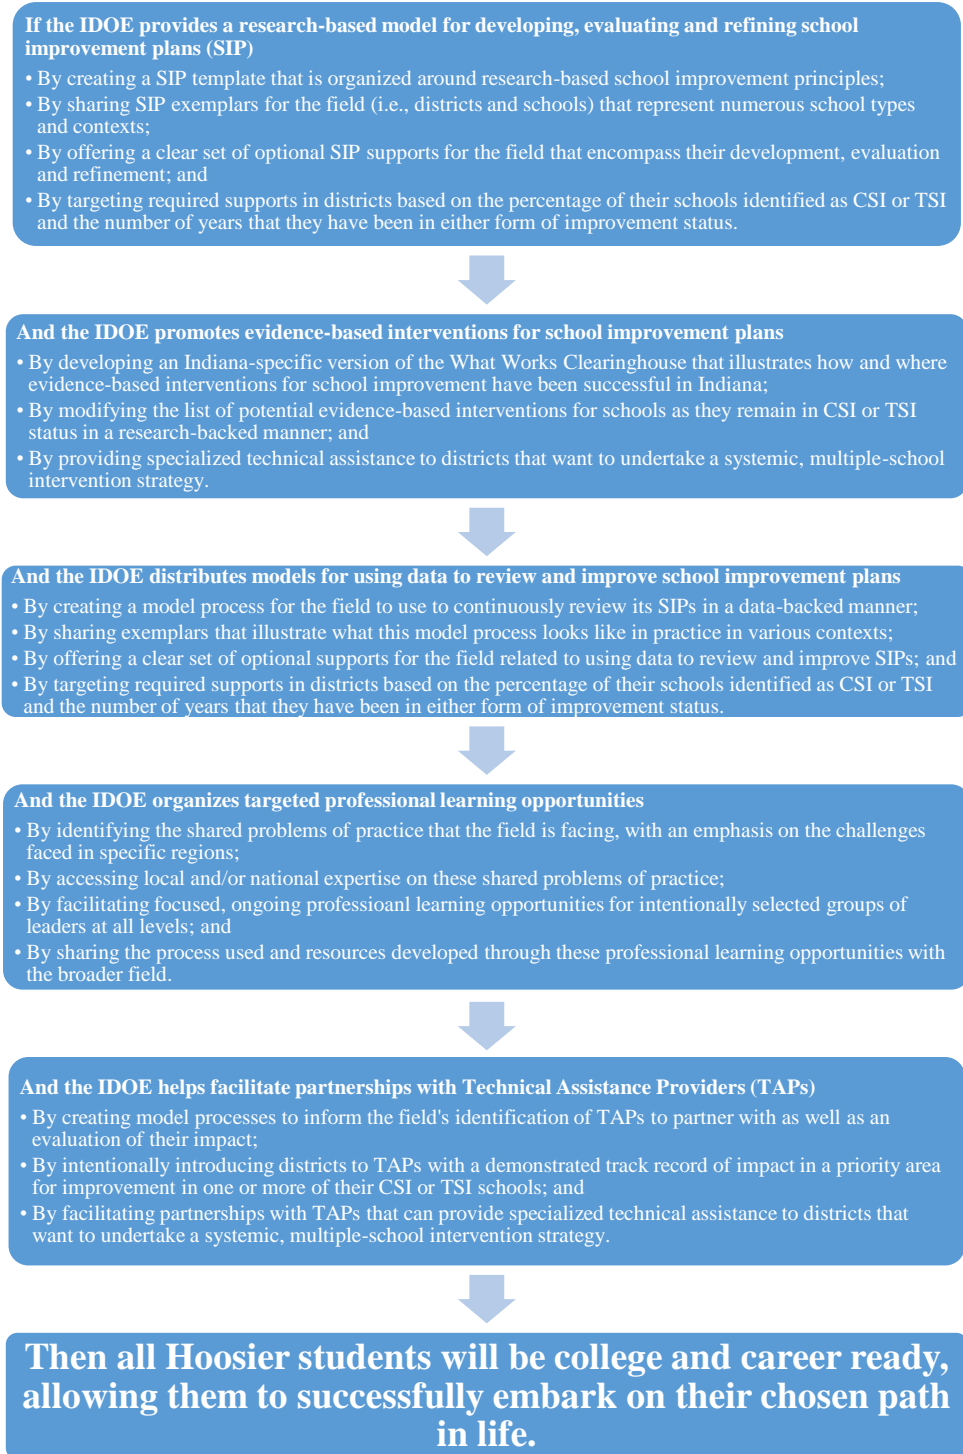 If the IDOE provides a research-based model for developing, evaluating and refining school
improvement plans (SIP)
• By creating a SIP template that is organized around research-based school improvement principles;
• By sharing SIP exemplars for the field (i.e., districts and schools) that represent numerous school types
and contexts;
• By offering a clear set of optional SIP supports for the field that encompass their development, evaluation
and refinement; and
• By targeting required supports in districts based on the percentage of their schools identified as CSI or TSI
and the number of years that they have been in either form of improvement status.
And the IDOE promotes evidence-based interventions for school improvement plans
• By developing an Indiana-specific version of the What Works Clearinghouse that illustrates how and where
evidence-based interventions for school improvement have been successful in Indiana;
• By modifying the list of potential evidence-based interventions for schools as they remain in CSI or TSI
status in a research-backed manner; and
• By providing specialized technical assistance to districts that want to undertake a systemic, multiple-school
intervention strategy.
And the IDOE distributes models for using data to review and improve school improvement plans
• By creating a model process for the field to use to continuously review its SIPs in a data-backed manner;
• By sharing exemplars that illustrate what this model process looks like in practice in various contexts;
• By offering a clear set of optional supports for the field related to using data to review and improve SIPs; and
• By targeting required supports in districts based on the percentage of their schools identified as CSI or TSI
and the number of years that they have been in either form of improvement status.
And the IDOE organizes targeted professional learning opportunities
• By identifying the shared problems of practice that the field is facing, with an emphasis on the challenges
faced in specific regions;
• By accessing local and/or national expertise on these shared problems of practice;
• By facilitating focused, ongoing professioanl learning opportunities for intentionally selected groups of
leaders at all levels; and
• By sharing the process used and resources developed through these professional learning opportunities with
the broader field.
And the IDOE helps facilitate partnerships with Technical Assistance Providers (TAPs)
• By creating model processes to inform the field's identification of TAPs to partner with as well as an
evaluation of their impact;
• By intentionally introducing districts to TAPs with a demonstrated track record of impact in a priority area
for improvement in one or more of their CSI or TSI schools; and
• By facilitating partnerships with TAPs that can provide specialized technical assistance to districts that
want to undertake a systemic, multiple-school intervention strategy.
Then all Hoosier students will be college and career ready,
allowing them to successfully embark on their chosen path
in life.